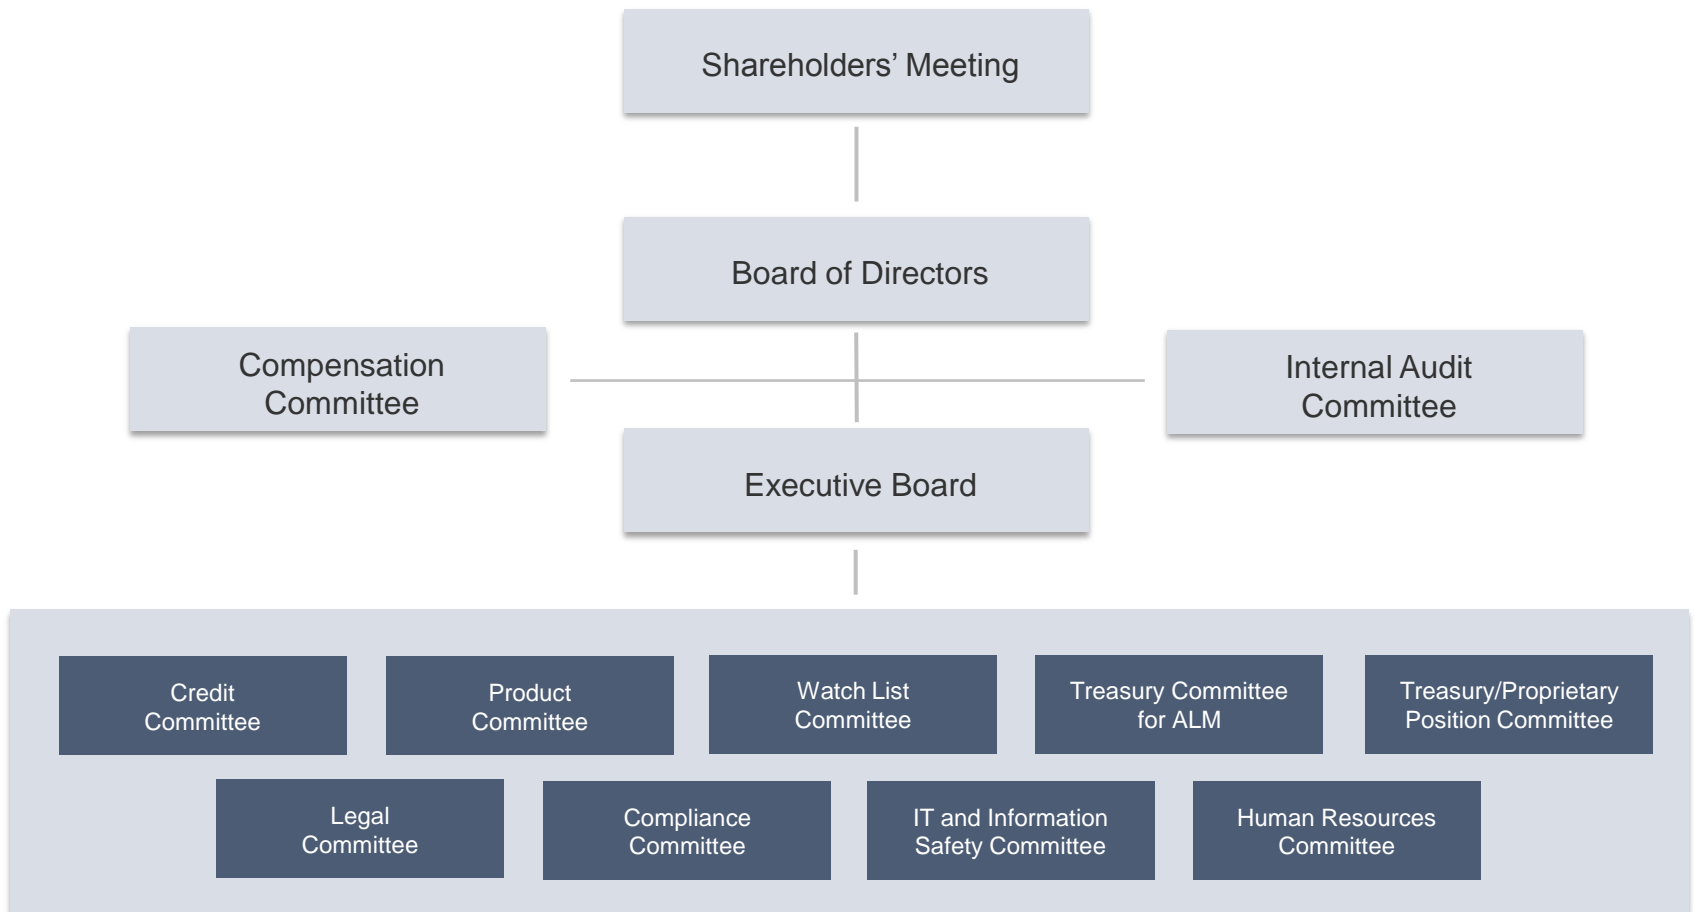 Shareholders’ Meeting
Board of Directors
Compensation
Committee
Internal Audit
Committee
Executive Board
Credit
Committee
Product
Committee
Watch List
Committee
Treasury Committee
for ALM
Treasury/Proprietary
Position Committee
Legal
Committee
Compliance
Committee
IT and Information
Safety Committee
Human Resources
Committee